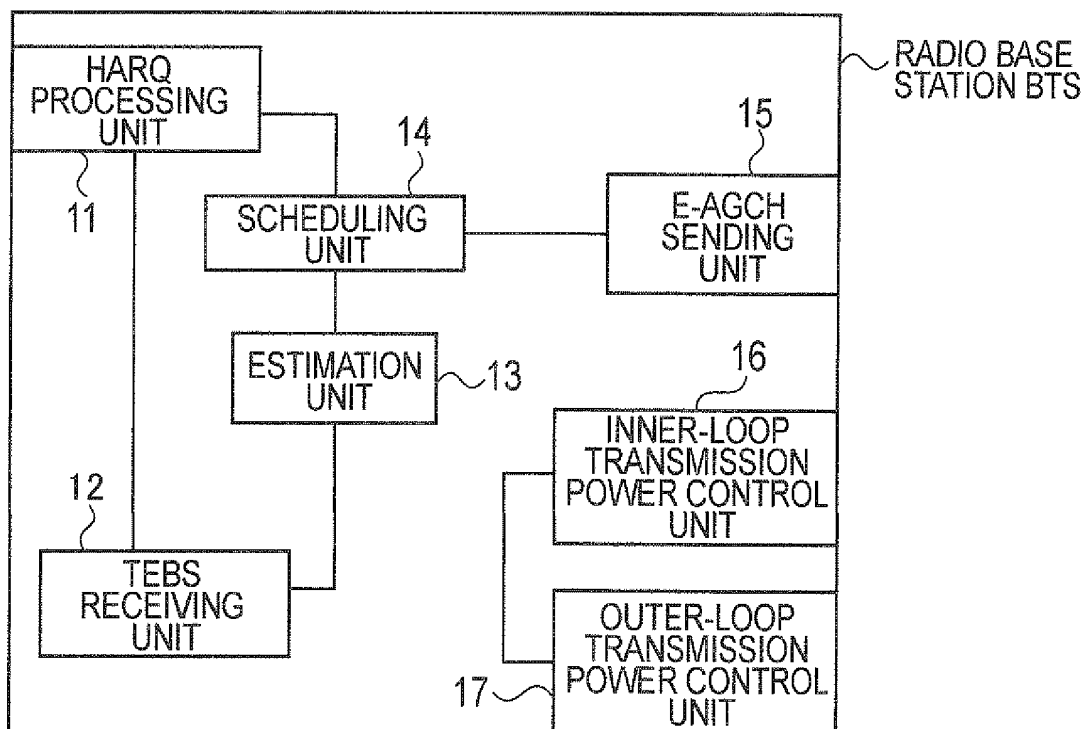 HARQ
PROCESSING
UNIT
11
RADIO BASE
STATION BTS
14
SCHEDULING
UNIT
15
E-AGCH
SENDING
UNIT
ESTIMATION
UNIT
13
16
INNER-LOOP
TRANSMISSION
POWER CONTROL
UNIT
12
TEBS
RECEIVING
UNIT
OUTER-LOOP
TRANSMISSION
POWER CONTROL
UNIT
17